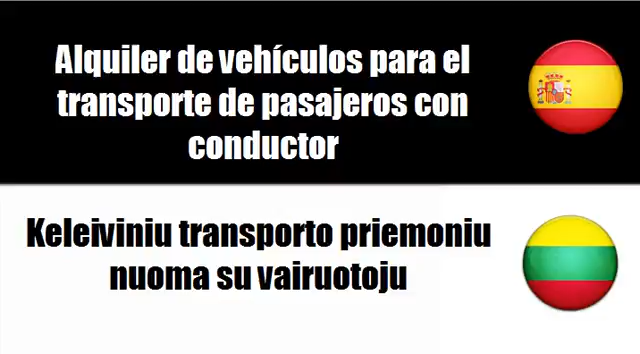 Alquiler de vehículos para el
transporte de pasajeros con
conductor
Keleiviniu transporto priemoniu
nuoma su vairuotoju